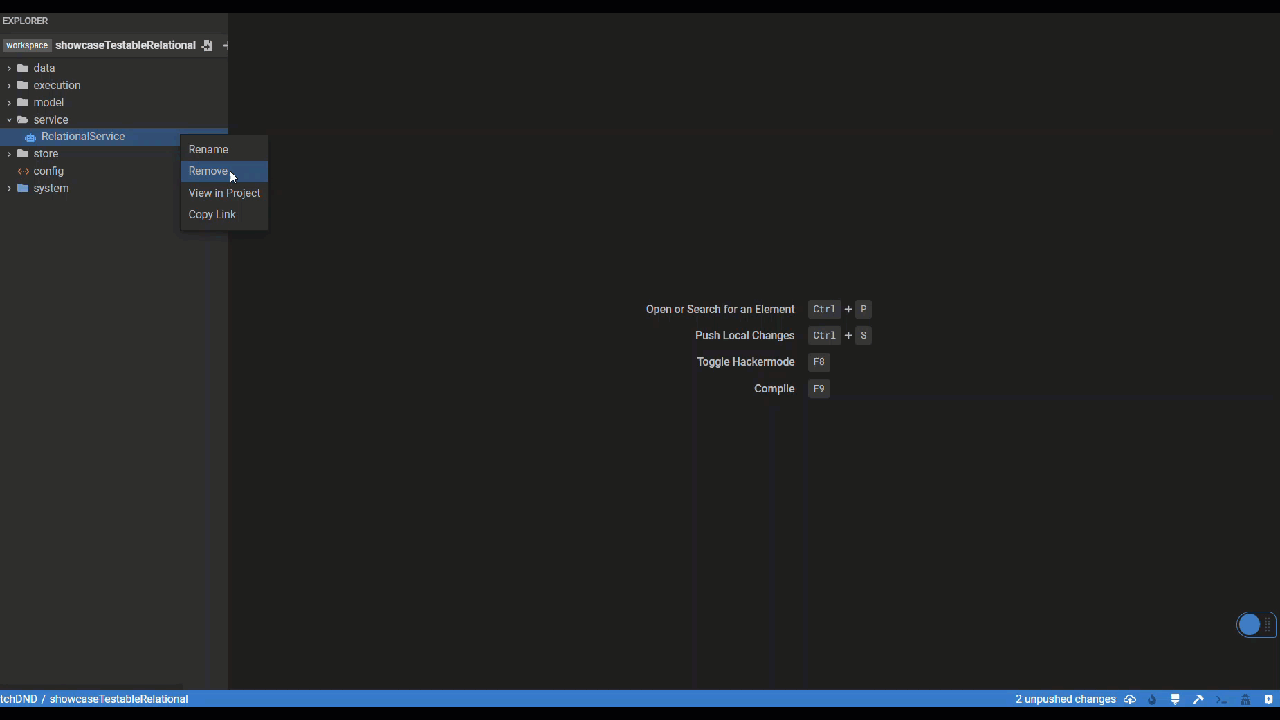 EXPLORER
workspace showcaseTestableRelational
data
execution
model
service
RelationalService
store
config
system
Rename
Remove
View in Project
Copy Link
Open or Search for an Element Ctrl + P
Push Local Changes Ctrl + S
Toggle Hackermode F8
Compile F9
tchDND / showcaseTestableRelational
2 unpushed changes